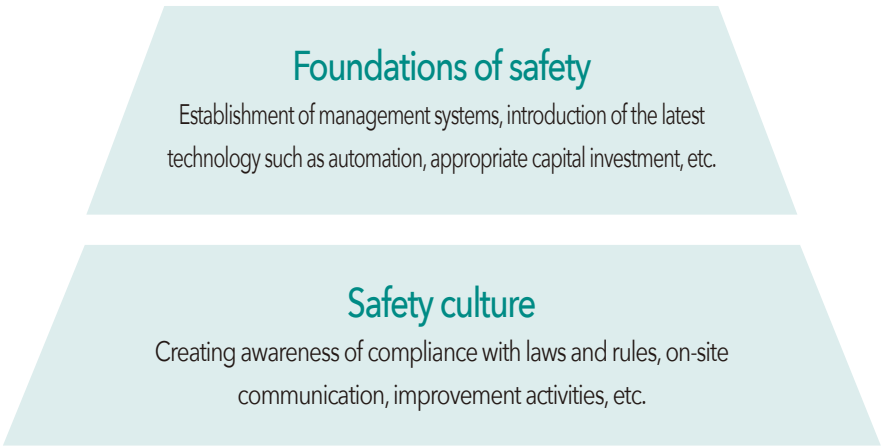 Foundations of safety
Establishment of management systems, introduction of the latest
technology such as automation, appropriate capital investment, etc.
Safety culture
Creating awareness of compliance with laws and rules, on-site
communication, improvement activities, etc.